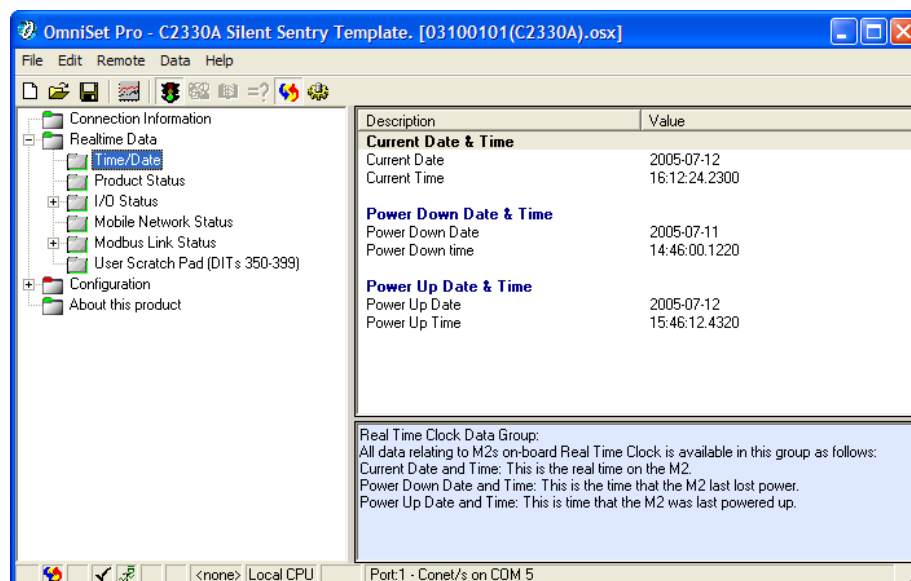 OmniSet Pro - C2330A Silent Sentry Template. [03100101(C2330A).osx]
File Edit Remote Data Help
=?
Connection Information
Realtime Data
Time/Date
Product Status
I/O Status
Mobile Network Status
Modbus Link Status
User Scratch Pad (DITs 350-399)
Configuration
About this product
Description Value
Current Date & Time
Current Date 2005-07-12
Current Time 16:12:24.2300
Power Down Date & Time
Power Down Date 2005-07-11
Power Down time 14:46:00.1220
Power Up Date & Time
Power Up Date 2005-07-12
Power Up Time 15:46:12.4320
Real Time Clock Data Group:
All data relating to M2s on-board Real Time Clock is available in this group as follows:
Current Date and Time: This is the real time on the M2.
Power Down Date and Time: This is the time that the M2 last lost power.
Power Up Date and Time: This is time that the M2 was last powered up.
<none> Local CPU Port:1 - Conet/s on COM 5